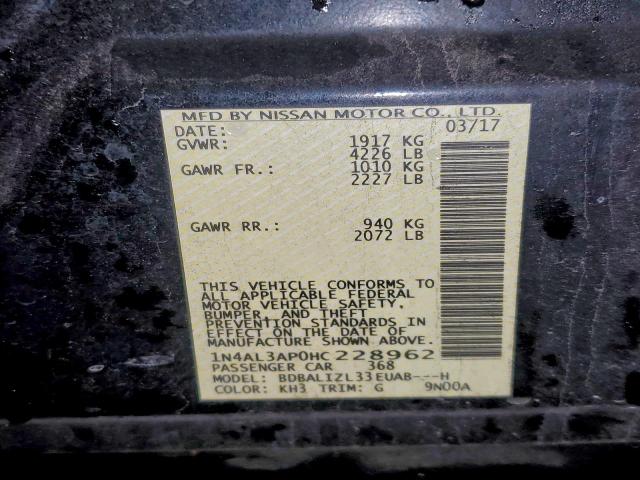 MFD BY NISSAN MOTOR CO., LTD.
DATE: 03/17
GVWR: 1917 KG
4226 LB
GAWR FR.: 1010 KG
2227 LB
GAWR RR.: 940 KG
2072 LB
THIS VEHICLE CONFORMS TO
ALL APPLICABLE FEDERAL
MOTOR VEHICLE SAFETY,
BUMPER, AND THEFT
PREVENTION STANDARDS IN
EFFECT ON THE DATE OF
MANUFACTURE SHOWN ABOVE.
1N4AL3AP0HC228962
PASSENGER CAR 368
MODEL: BDBALIZL33EUAB---H
COLOR: KH3 TRIM: G 9N00A